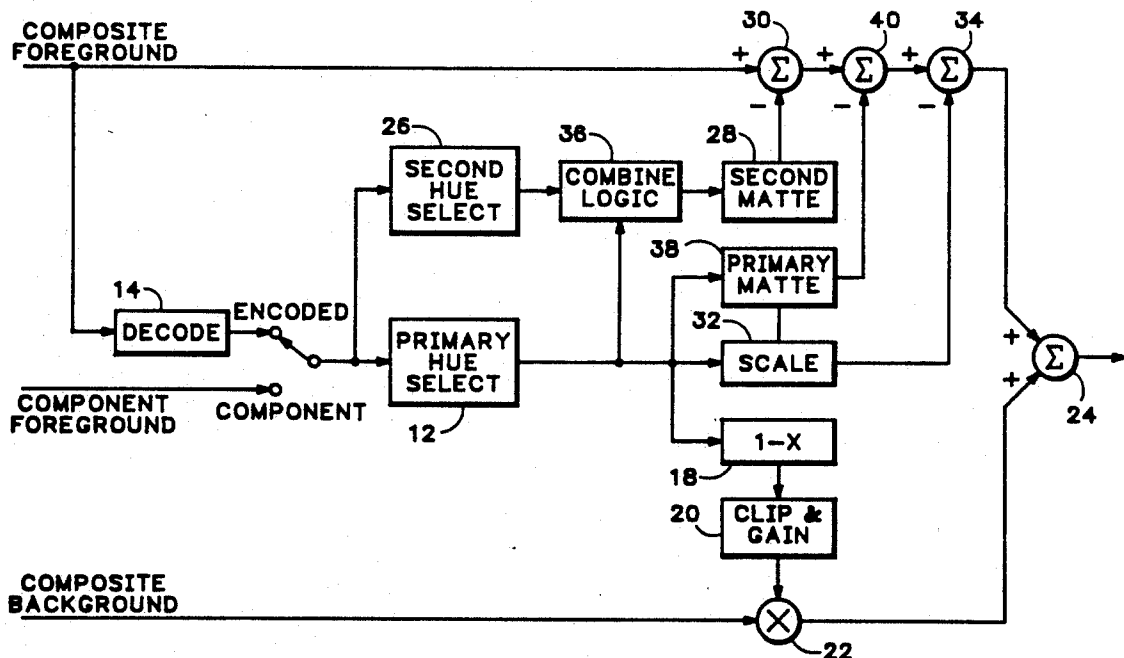 COMPOSITE
FOREGROUND
30
40
34
+
Σ
+
Σ
+
Σ
−
−
−
26
SECOND
HUE
SELECT
36
COMBINE
LOGIC
28
SECOND
MATTE
38
PRIMARY
MATTE
14
DECODE
ENCODED
PRIMARY
HUE
SELECT
12
32
SCALE
COMPONENT
FOREGROUND
COMPONENT
+
+
Σ
24
1-X
18
20
CLIP &
GAIN
COMPOSITE
BACKGROUND
×
22